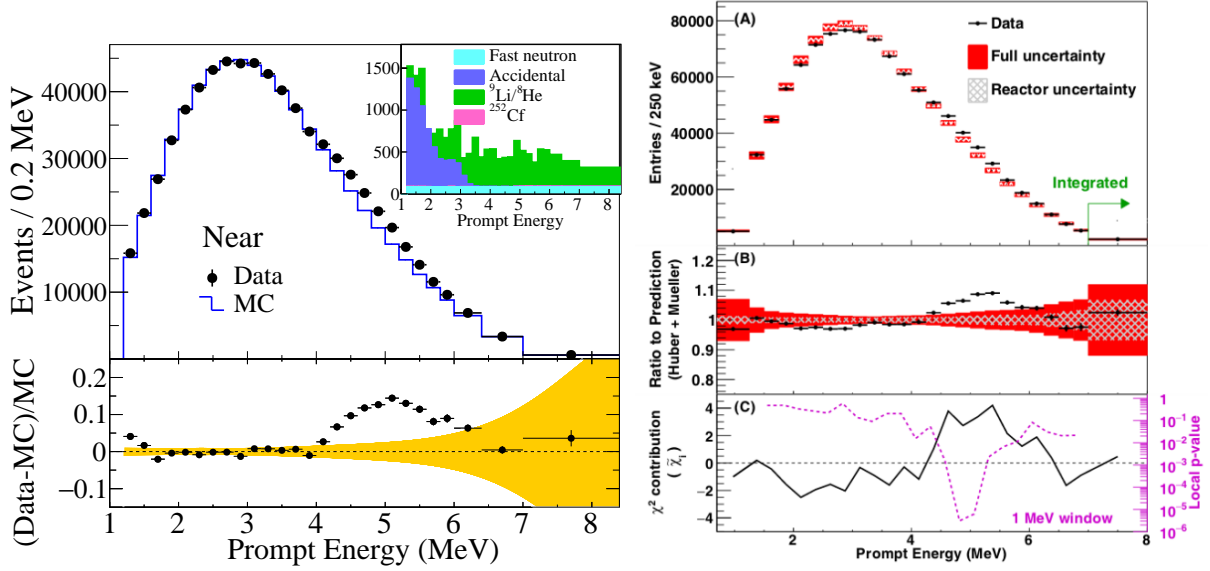 Events / 0.2 MeV
40000
30000
20000
10000
Near
Data
MC
1500
1000
500
0
Fast neutron
Accidental
⁹Li/⁸He
²⁵²Cf
1 2 3 4 5 6 7 8
Prompt Energy
(Data-MC)/MC
0.2
0.1
0
−0.1
1 2 3 4 5 6 7 8
Prompt Energy (MeV)
(A)
Entries / 250 keV
80000
60000
40000
20000
Data
Full uncertainty
Reactor uncertainty
Integrated
(B)
Ratio to Prediction
(Huber + Mueller)
1.2
1.1
1
0.9
0.8
(C)
χ² contribution
( χ̃ᵢ )
4
2
0
−2
−4
1
10⁻¹
10⁻²
10⁻³
10⁻⁴
10⁻⁵
10⁻⁶
Local p-value
1 MeV window
2 4 6 8
Prompt Energy (MeV)